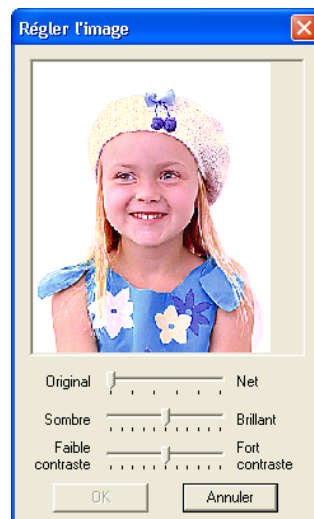 Régler l'image
Original Net
Sombre Brillant
Faible contraste Fort contraste
OK Annuler